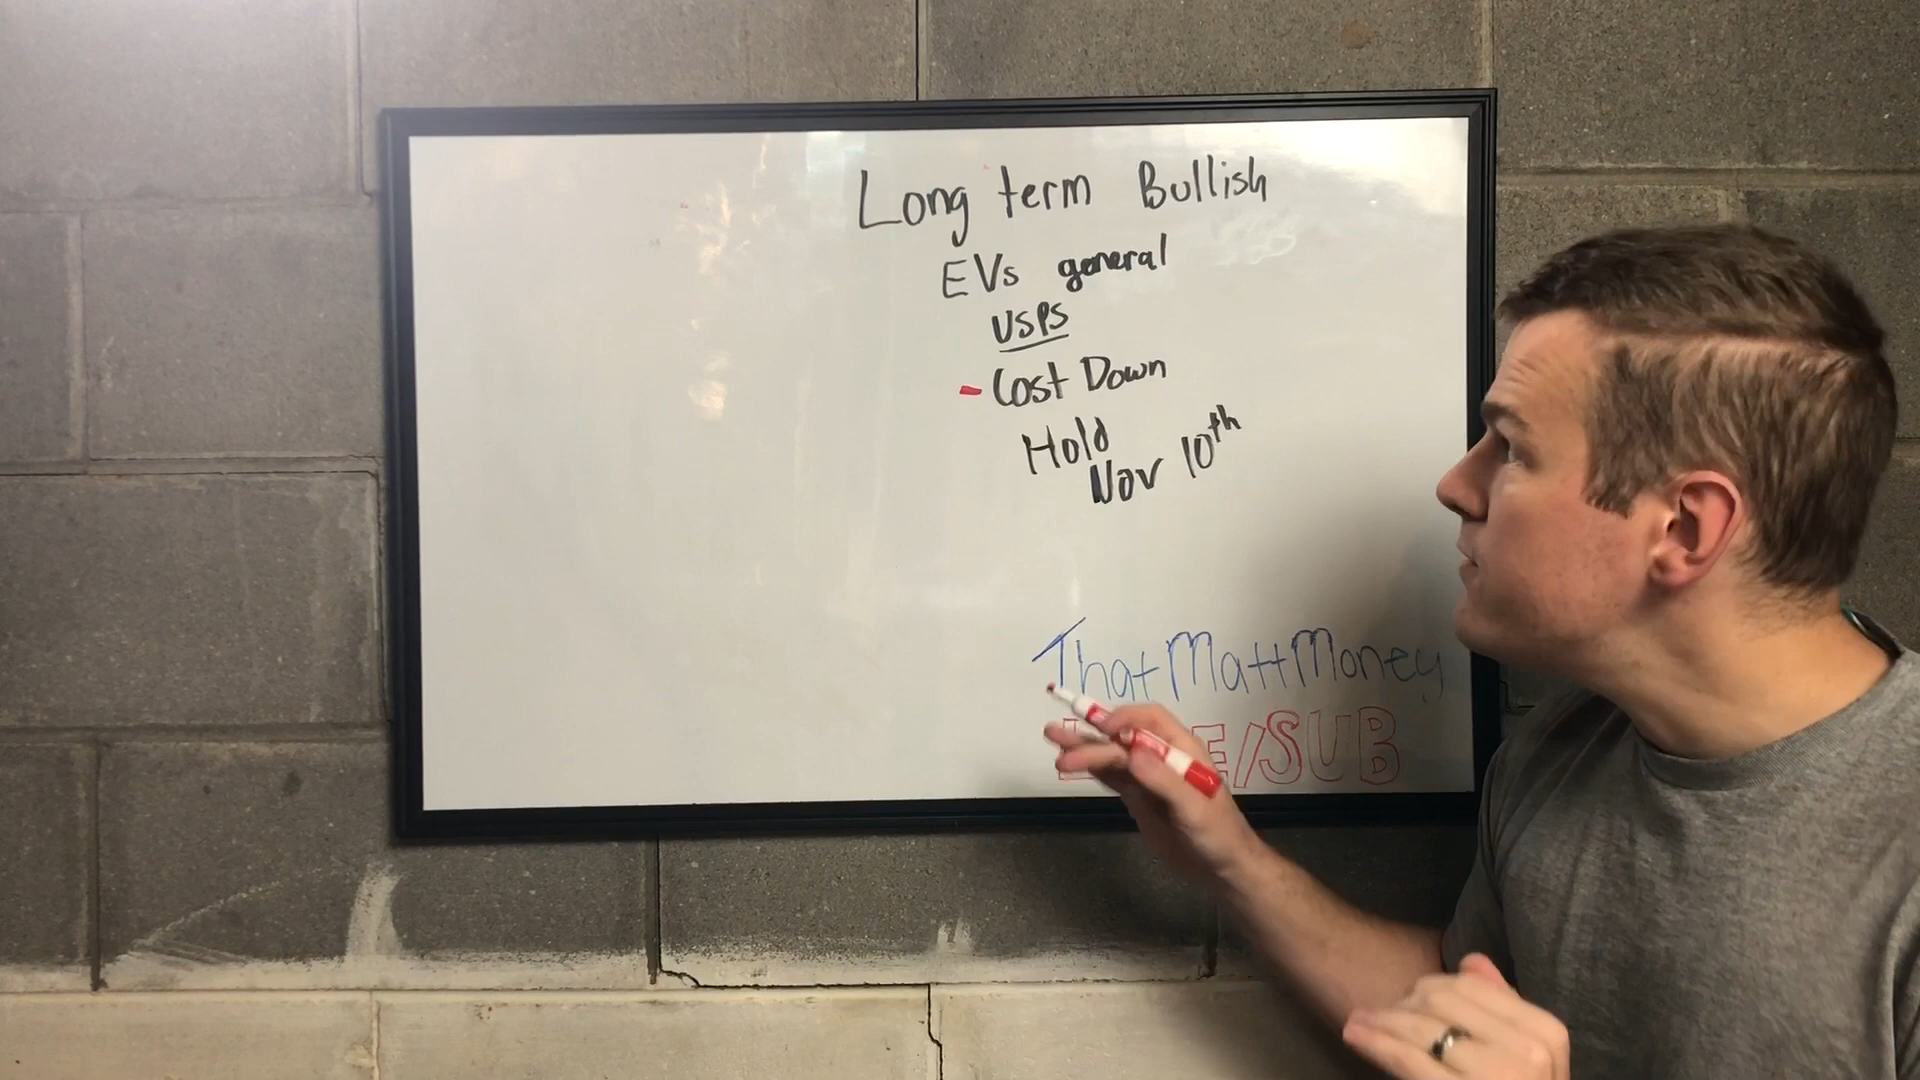 Long term Bullish
EVs general
USPS
- Cost Down
Hold
Nov 10th
ThatMattMoney
/SUB